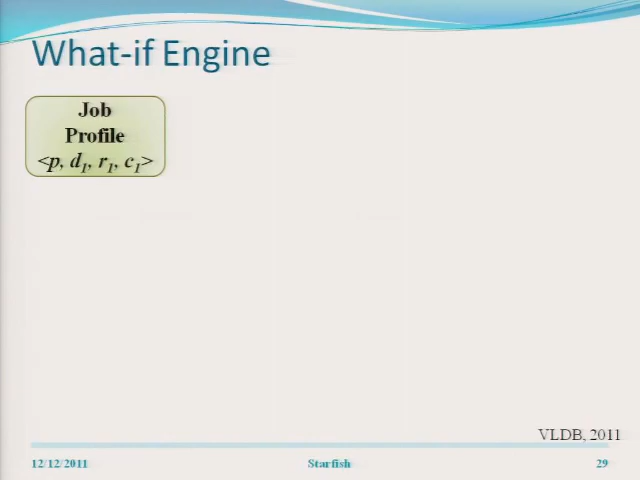 What-if Engine
Job
Profile
<p, d₁, r₁, c₁>
VLDB, 2011
12/12/2011 Starfish 29